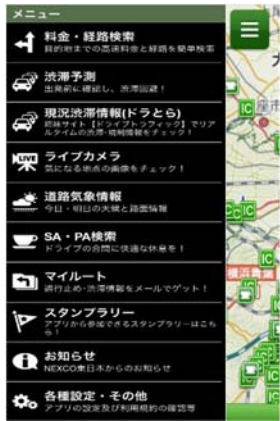 メニュー
料金・経路検索
目的地までの高速料金と経路を簡単検索
渋滞予測
出発前に確認し、渋滞回避！
現況渋滞情報(ドラとら)
姉妹サイト【ドライブトラフィック】でリア
ルタイムの渋滞・規制情報をチェック！
LIVE
ライブカメラ
気になる地点の画像をチェック！
道路気象情報
今日・明日の天候と路面情報
SA・PA検索
ドライブの合間に快適な休息を！
マイルート
通行止め・渋滞情報をメールでゲット！
スタンプラリー
アプリから参加できるスタンプラリーはこち
ら！
お知らせ
NEXCO東日本からのお知らせ
各種設定・その他
アプリの設定及び利用規約の確認等
IC
IC
IC
IC
横浜青葉
IC
IC